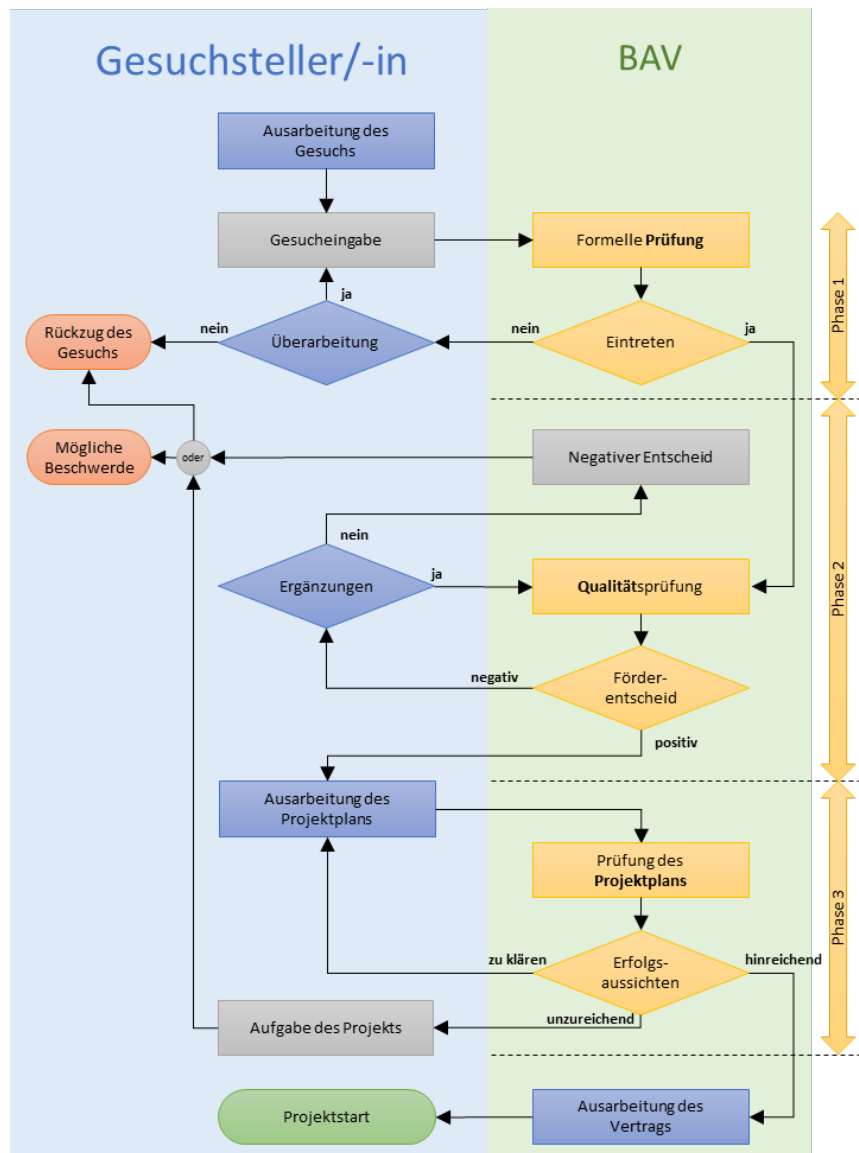 Gesuchsteller/-in
BAV
Ausarbeitung des
Gesuchs
Gesucheingabe
Formelle Prüfung
Phase 1
ja
Rückzug des
Gesuchs
nein
Überarbeitung
nein
Eintreten
ja
Mögliche
Beschwerde
oder
Negativer Entscheid
Phase 2
nein
Ergänzungen
ja
Qualitätsprüfung
negativ
Förder-
entscheid
positiv
Ausarbeitung des
Projektplans
Prüfung des
Projektplans
Phase 3
zu klären
Erfolgs-
aussichten
hinreichend
unzureichend
Aufgabe des Projekts
Projektstart
Ausarbeitung des
Vertrags